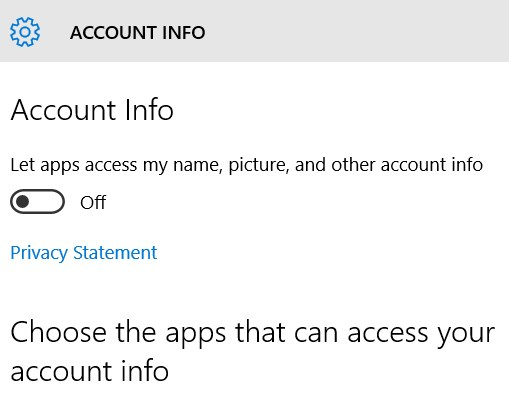 ACCOUNT INFO
Account Info
Let apps access my name, picture, and other account info
Off
Privacy Statement
Choose the apps that can access your
account info